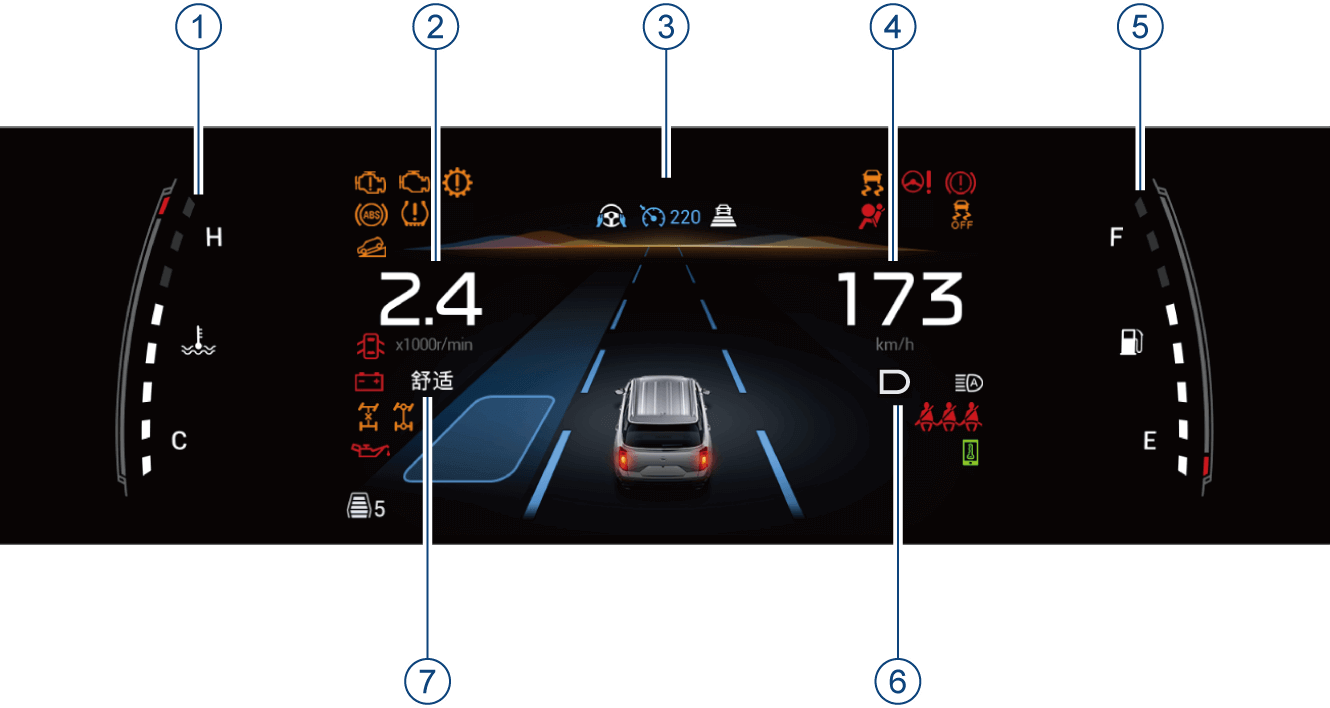 1 2 3 4 5
ABS
220
OFF
H
F
2.4
173
x1000r/min
km/h
舒适
D
A
C
E
5
7 6